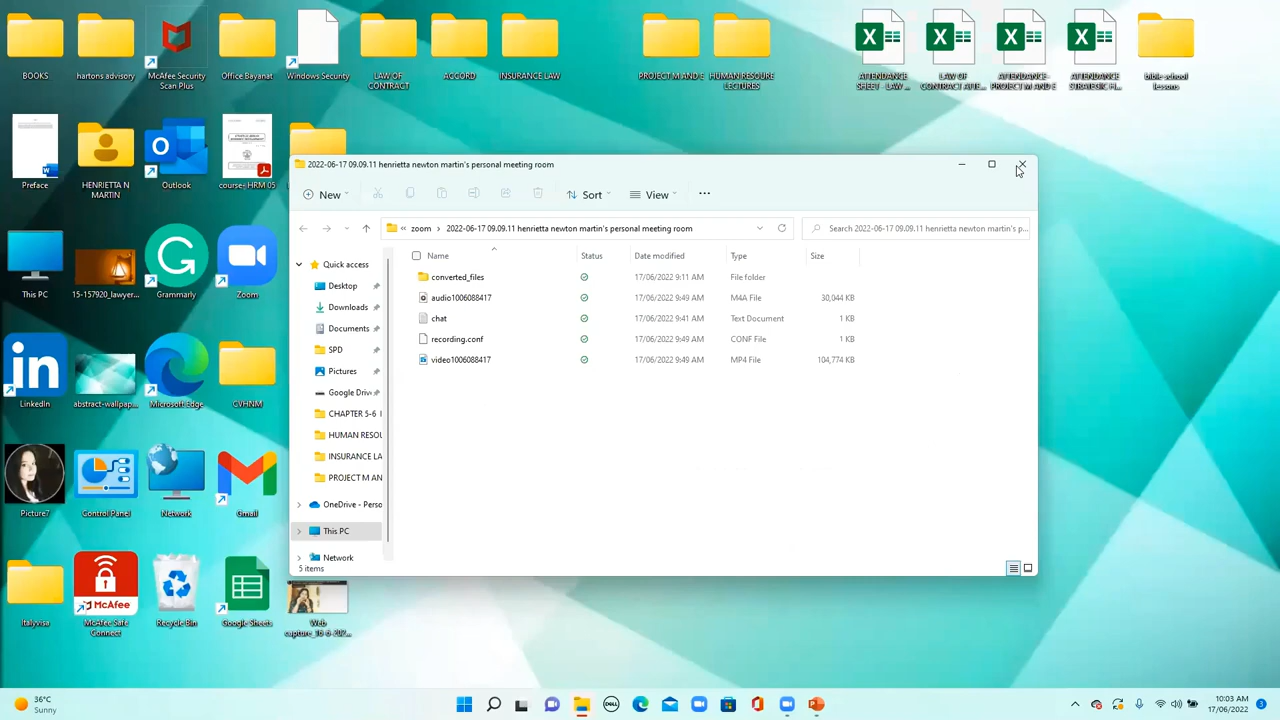 BOOKS
hartons advisory
McAfee Security
Scan Plus
Office Bayanat
Windows Security
LAW OF
CONTRACT
ACCORD
INSURANCE LAW
PROJECT M AND E
HUMAN RESOURE
LECTURES
ATTENDANCE
SHEET - LAW ...
LAW OF
CONTRACT ATTE...
ATTENDANCE-
PROJECT M AND E
ATTENDANCE
STRATEGIC H...
bible school
lessons
Preface
HENRIETTA N
MARTIN
Outlook
course- HRM 05
2022-06-17 09.09.11 henrietta newton martin's personal meeting room
New
Sort
View
zoom > 2022-06-17 09.09.11 henrietta newton martin's personal meeting room
Search 2022-06-17 09.09.11 henrietta newton martin's p...
Name
Status
Date modified
Type
Size
converted_files 17/06/2022 9:11 AM File folder
audio1006088417 17/06/2022 9:49 AM M4A File 30,044 KB
chat 17/06/2022 9:41 AM Text Document 1 KB
recording.conf 17/06/2022 9:49 AM CONF File 1 KB
video1006088417 17/06/2022 9:49 AM MP4 File 104,774 KB
Quick access
Desktop
Downloads
Documents
SPD
Pictures
Google Driv
CHAPTER 5-6
HUMAN RESOU
INSURANCE LA
PROJECT M AN
OneDrive - Perso
This PC
Network
5 items
This PC
15-157920_lawyer...
Grammarly
Zoom
LinkedIn
abstract-wallpap...
Microsoft Edge
CVHNM
Picture7
Control Panel
Network
Gmail
Italyvisa
McAfee
McAfee Safe
Connect
Recycle Bin
Google Sheets
Web
capture_16-6-202...
36°C
Sunny
DELL
10:03 AM
17/06/2022
3